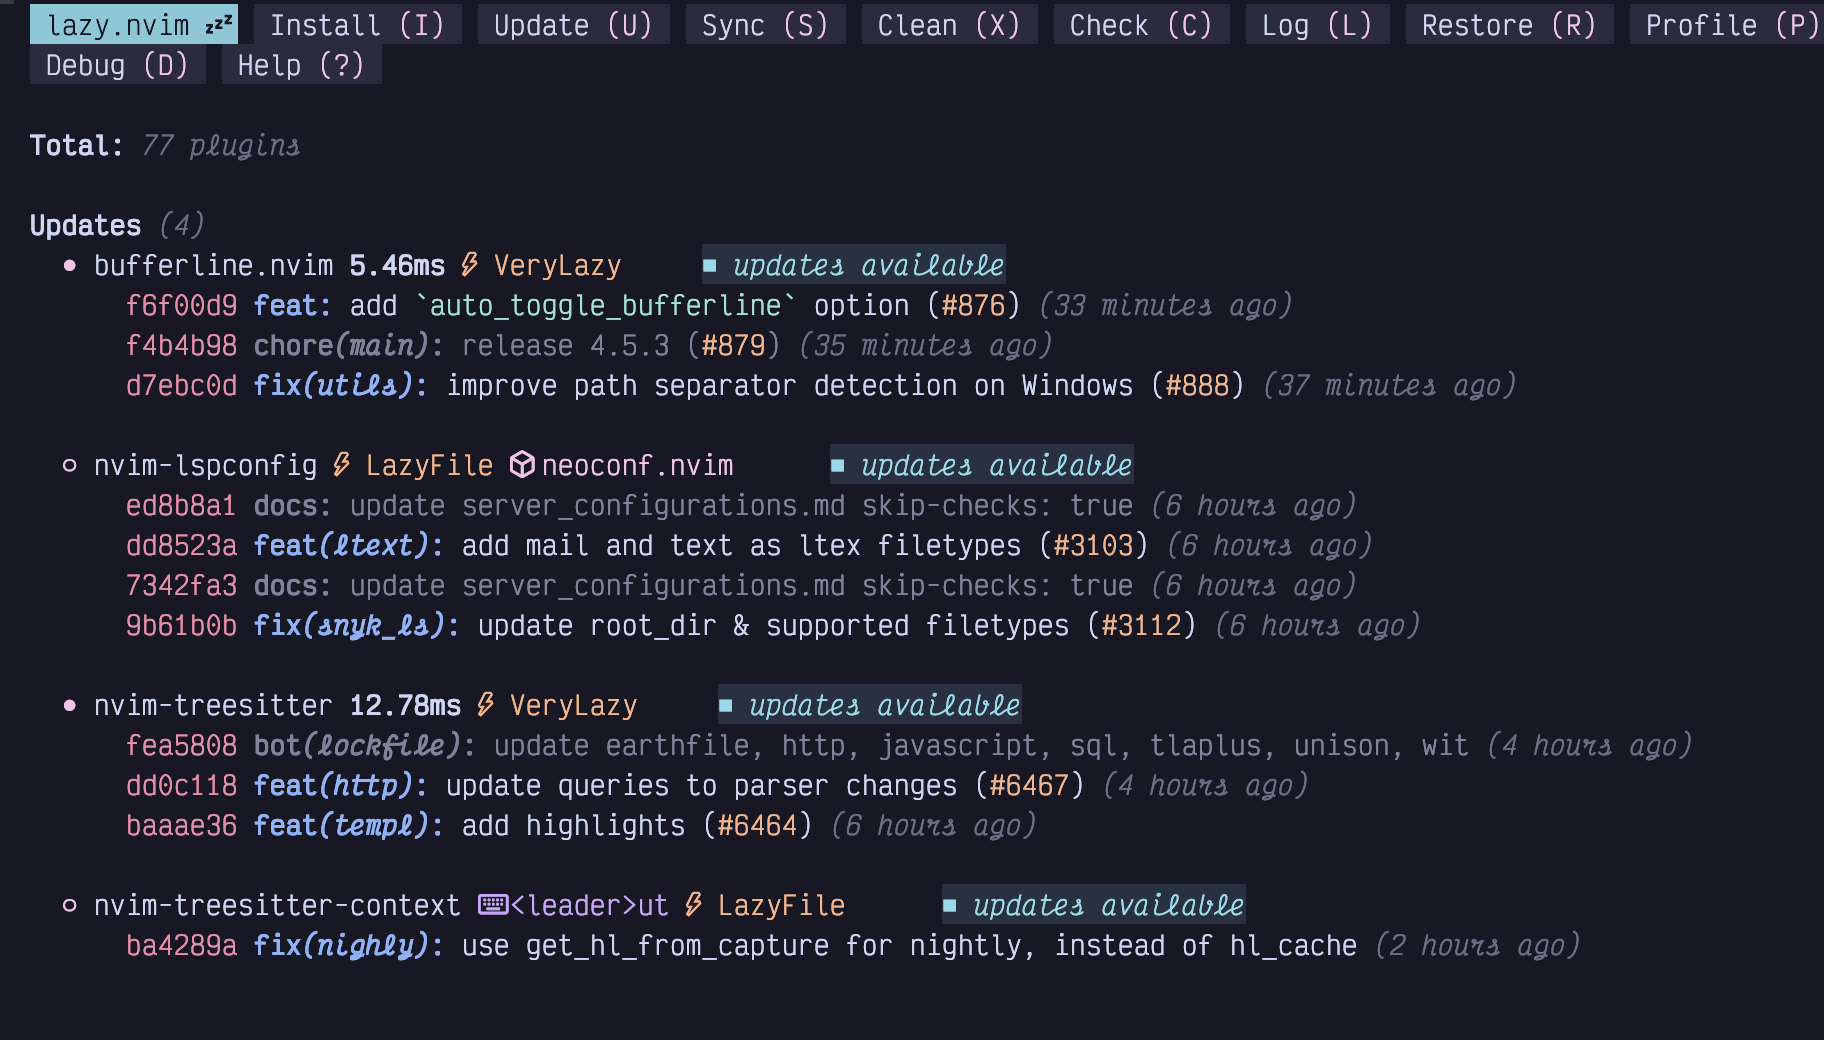 lazy.nvim 💤 Install (I) Update (U) Sync (S) Clean (X) Check (C) Log (L) Restore (R) Profile (P)
Debug (D) Help (?)
Total: 77 plugins
Updates (4)
● bufferline.nvim 5.46ms VeryLazy ■ updates available
f6f00d9 feat: add `auto_toggle_bufferline` option (#876) (33 minutes ago)
f4b4b98 chore(main): release 4.5.3 (#879) (35 minutes ago)
d7ebc0d fix(utils): improve path separator detection on Windows (#888) (37 minutes ago)
○ nvim-lspconfig LazyFile neoconf.nvim ■ updates available
ed8b8a1 docs: update server_configurations.md skip-checks: true (6 hours ago)
dd8523a feat(ltext): add mail and text as ltex filetypes (#3103) (6 hours ago)
7342fa3 docs: update server_configurations.md skip-checks: true (6 hours ago)
9b61b0b fix(snyk_ls): update root_dir & supported filetypes (#3112) (6 hours ago)
● nvim-treesitter 12.78ms VeryLazy ■ updates available
fea5808 bot(lockfile): update earthfile, http, javascript, sql, tlaplus, unison, wit (4 hours ago)
dd0c118 feat(http): update queries to parser changes (#6467) (4 hours ago)
baaae36 feat(templ): add highlights (#6464) (6 hours ago)
○ nvim-treesitter-context <leader>ut LazyFile ■ updates available
ba4289a fix(nighly): use get_hl_from_capture for nightly, instead of hl_cache (2 hours ago)